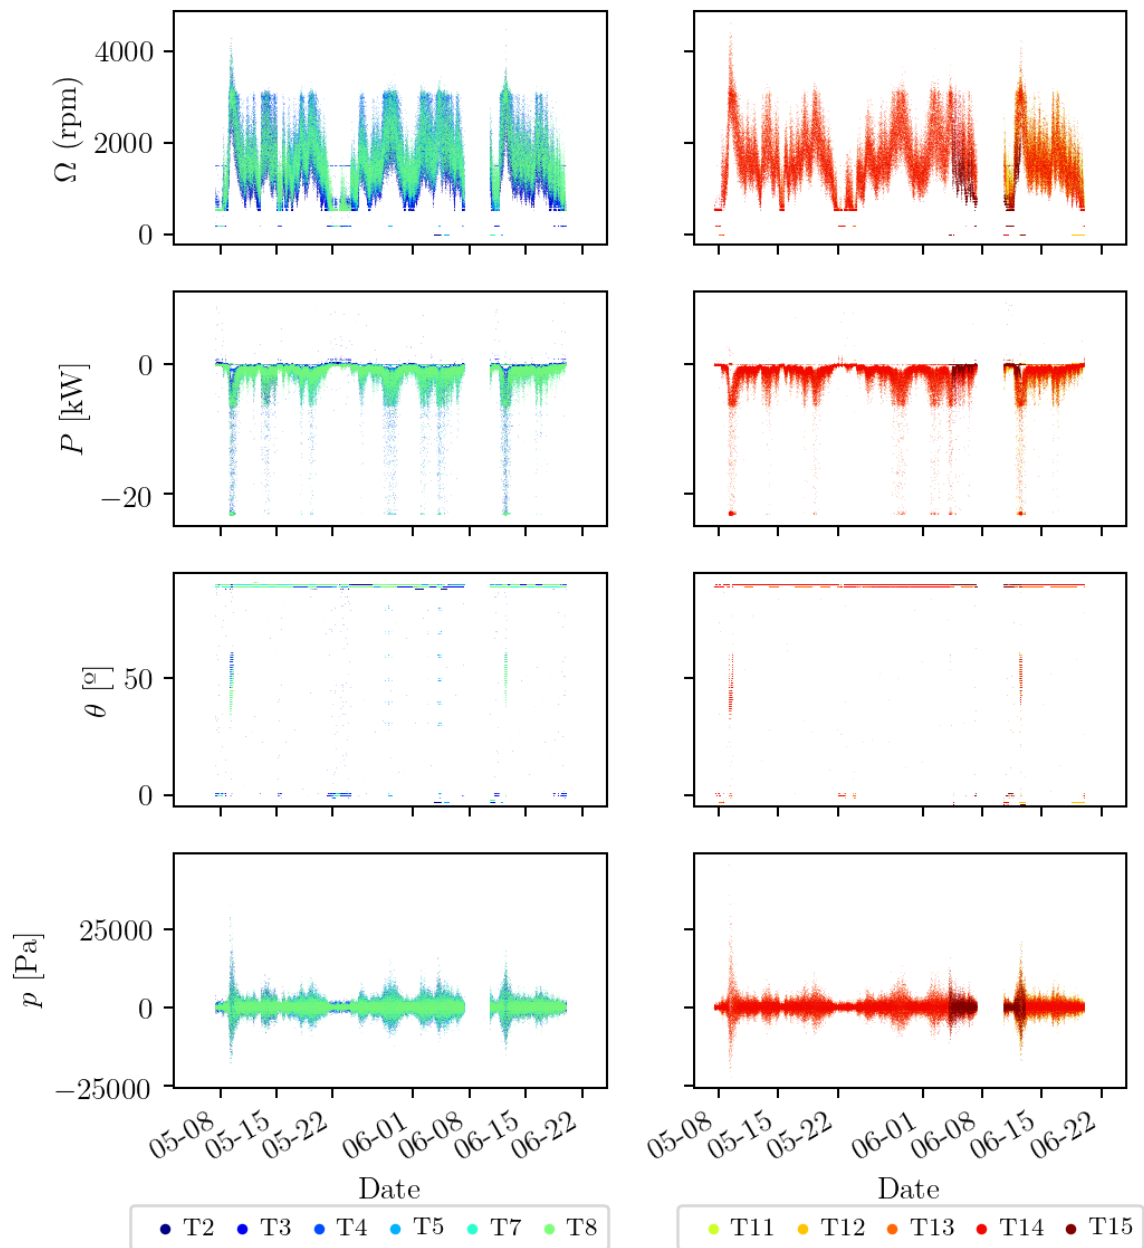 Ω (rpm)
4000
2000
0
P [kW]
0
−20
θ [º]
50
0
p [Pa]
25000
0
−25000
05-08 05-15 05-22 06-01 06-08 06-15 06-22
05-08 05-15 05-22 06-01 06-08 06-15 06-22
Date Date
T2 T3 T4 T5 T7 T8
T11 T12 T13 T14 T15